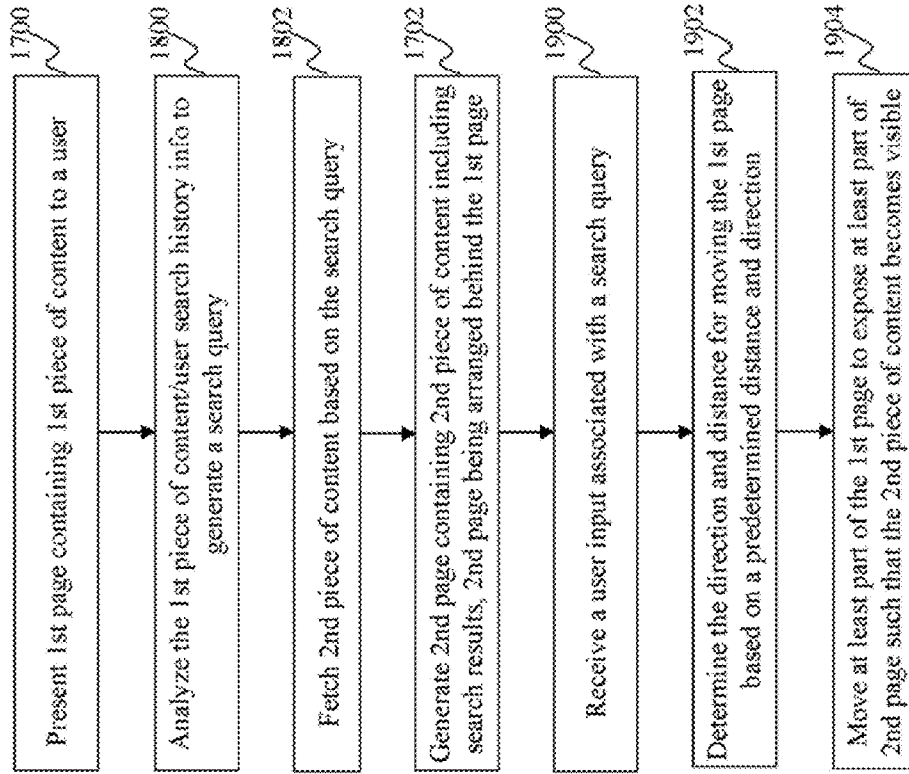 1700
Present 1st page containing 1st piece of content to a user
1800
Analyze the 1st piece of content/user search history info to
generate a search query
1802
Fetch 2nd piece of content based on the search query
1702
Generate 2nd page containing 2nd piece of content including
search results, 2nd page being arranged behind the 1st page
1900
Receive a user input associated with a search query
1902
Determine the direction and distance for moving the 1st page
based on a predetermined distance and direction
1904
Move at least part of the 1st page to expose at least part of
2nd page such that the 2nd piece of content becomes visible